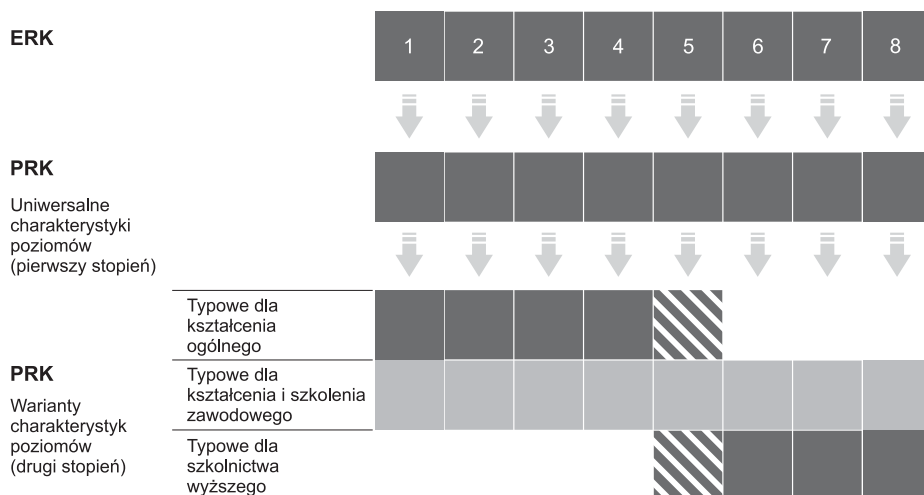 ERK
1 2 3 4 5 6 7 8
PRK
Uniwersalne
charakterystyki
poziomów
(pierwszy stopień)
Typowe dla
kształcenia
ogólnego
PRK
Warianty
charakterystyk
poziomów
(drugi stopień)
Typowe dla
kształcenia i szkolenia
zawodowego
Typowe dla
szkolnictwa
wyższego